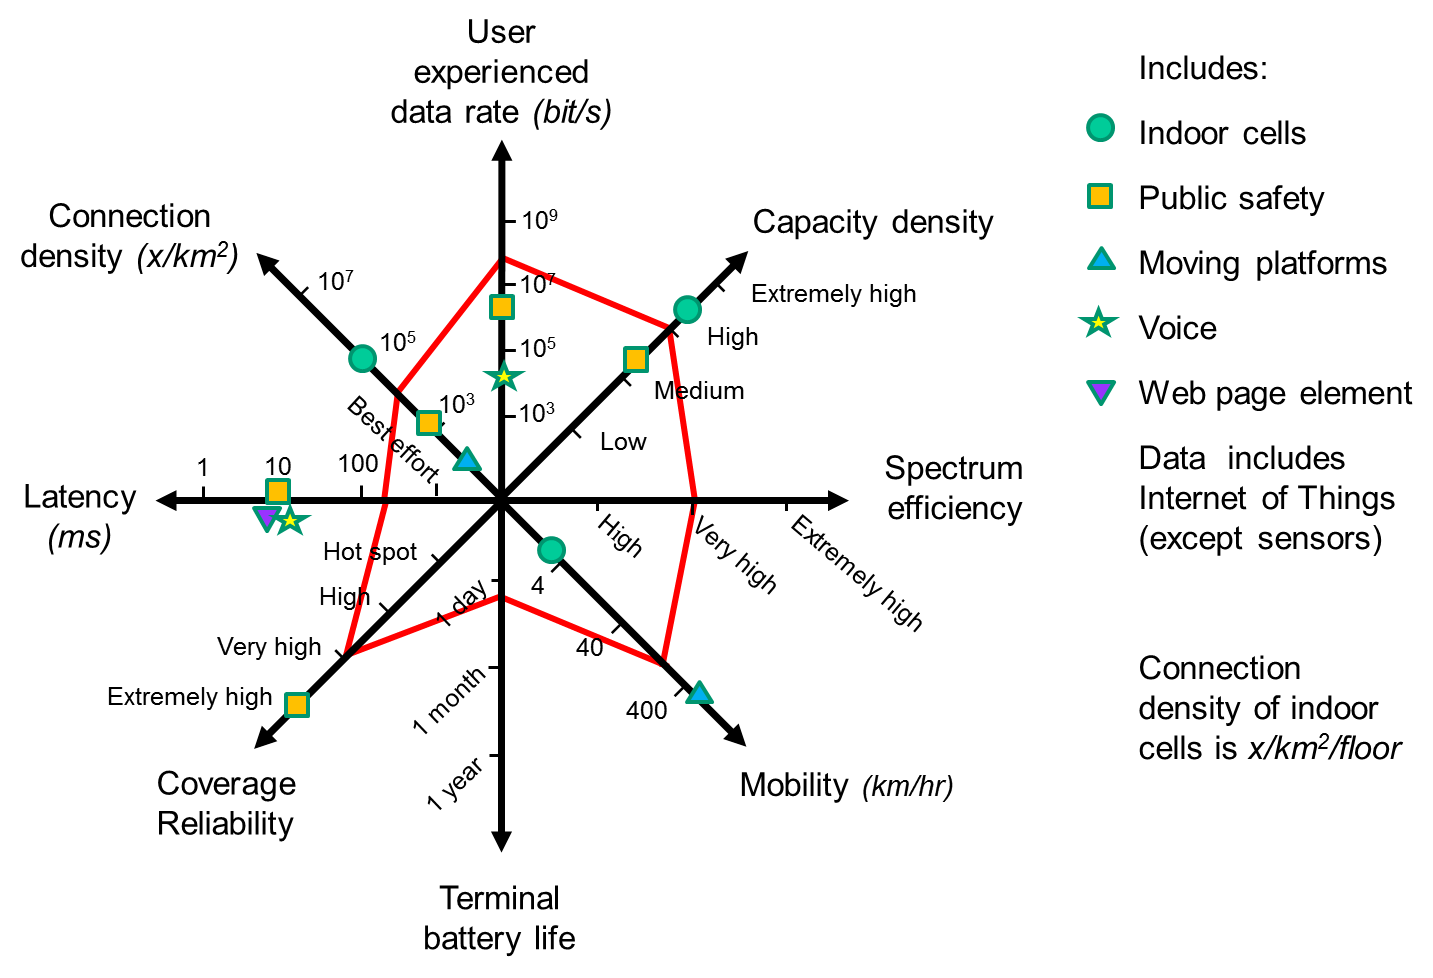 User
experienced
data rate (bit/s)
Connection
density (x/km²)
Capacity density
10⁹
10⁷
10⁵
10³
10⁷
10⁵
10³
Best effort
Extremely high
High
Medium
Low
Latency
(ms)
1
10
100
Spectrum
efficiency
High
Very high
Extremely high
Hot spot
High
Very high
Extremely high
Coverage
Reliability
1 day
1 month
1 year
Terminal
battery life
4
40
400
Mobility (km/hr)
Includes:
Indoor cells
Public safety
Moving platforms
Voice
Web page element
Data includes
Internet of Things
(except sensors)
Connection
density of indoor
cells is x/km²/floor